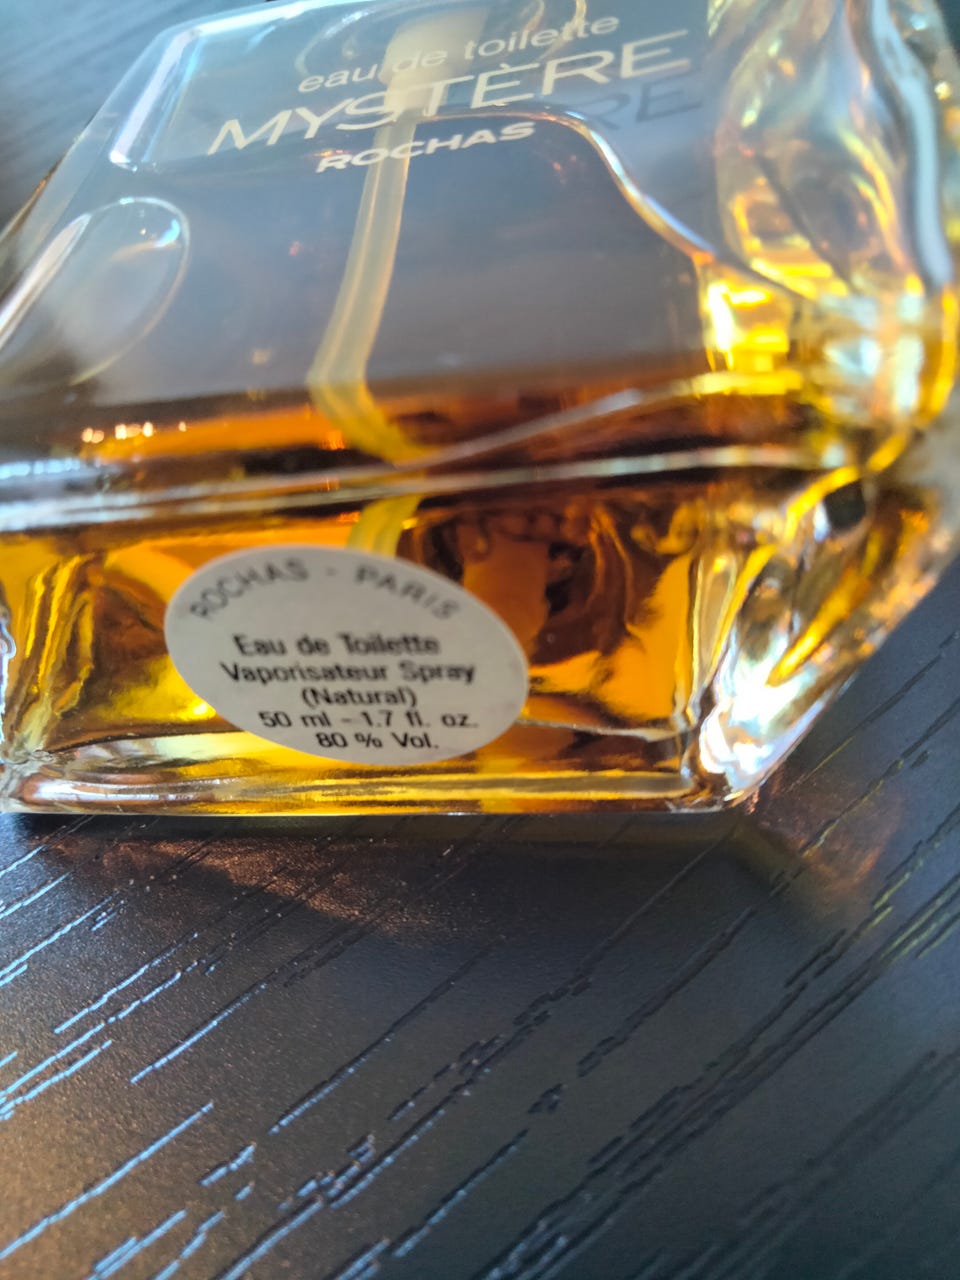 eau de toilette
MYSTÈRE
ROCHAS
ROCHAS - PARIS
Eau de Toilette
Vaporisateur Spray
(Natural)
50 ml - 1.7 fl. oz.
80 % Vol.